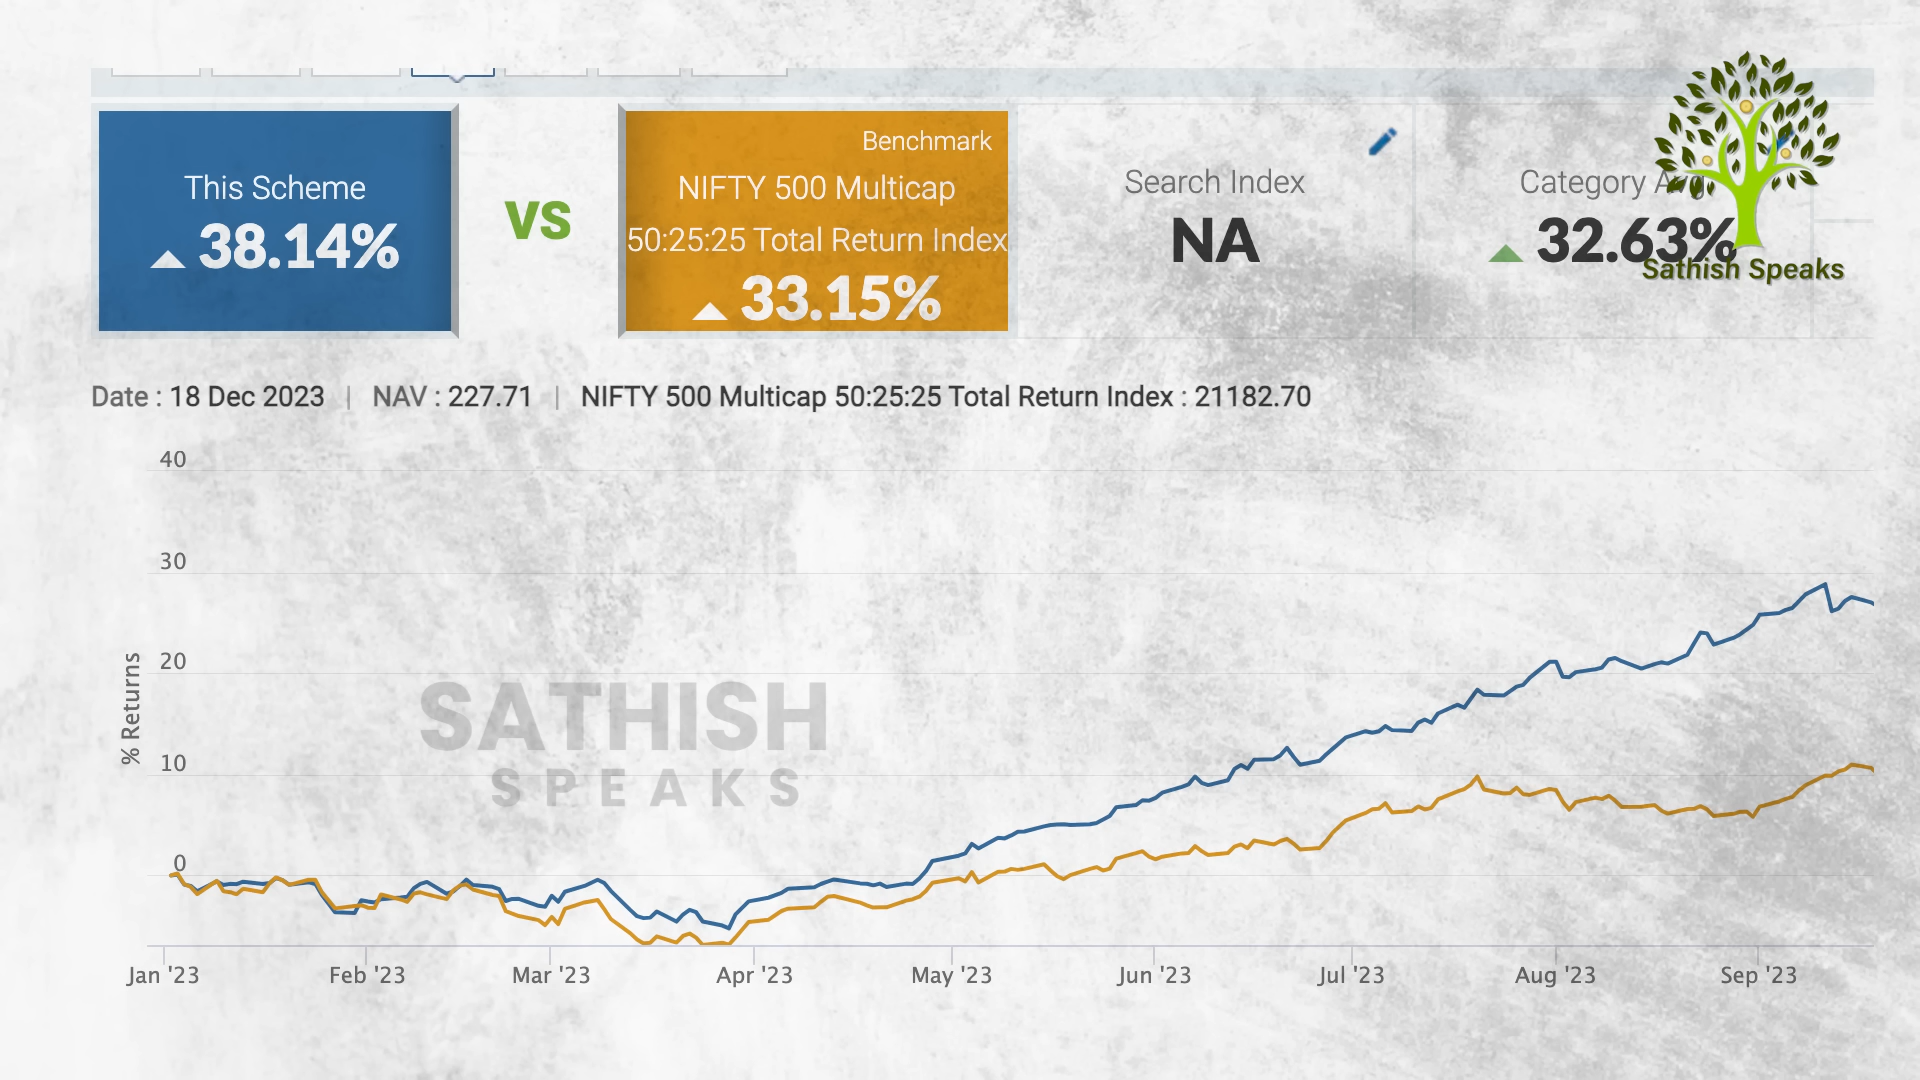 This Scheme
38.14%
VS
Benchmark
NIFTY 500 Multicap
50:25:25 Total Return Index
33.15%
Search Index
NA
Category Avg
32.63%
Sathish Speaks
Date : 18 Dec 2023 | NAV : 227.71 | NIFTY 500 Multicap 50:25:25 Total Return Index : 21182.70
% Returns
40
30
20
10
0
SATHISH
SPEAKS
Jan '23 Feb '23 Mar '23 Apr '23 May '23 Jun '23 Jul '23 Aug '23 Sep '23